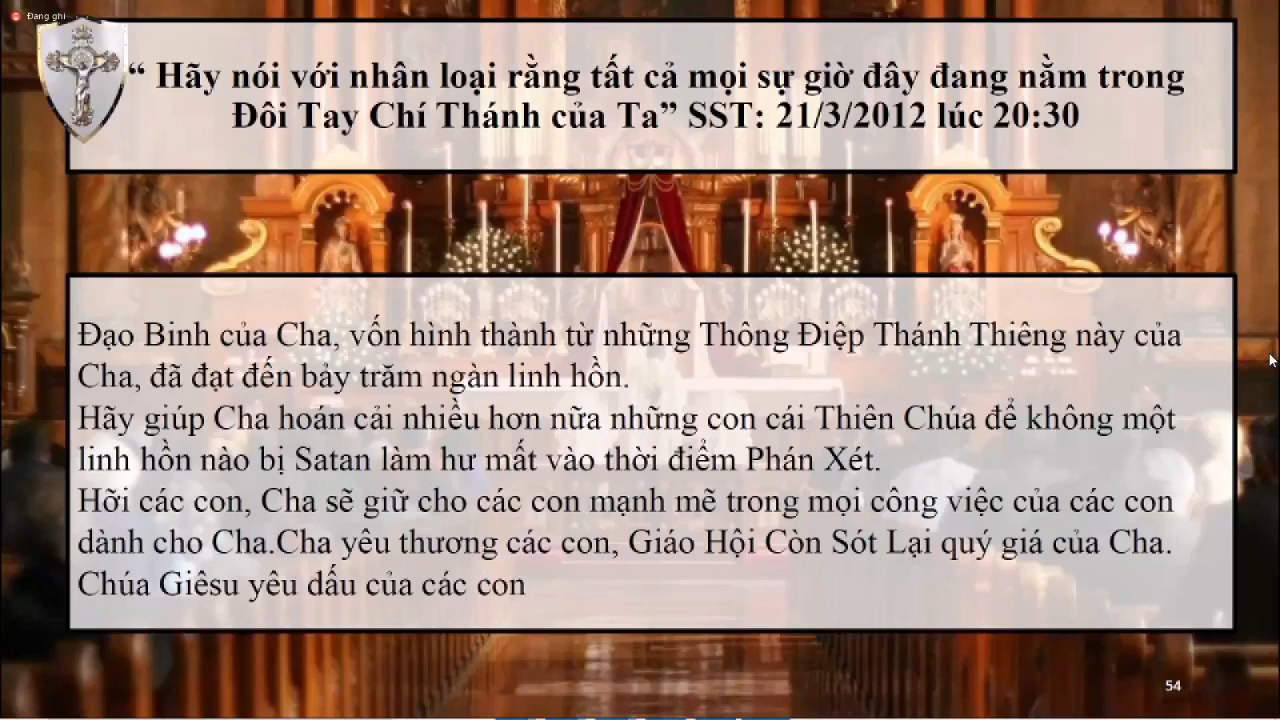 Đang ghi
“ Hãy nói với nhân loại rằng tất cả mọi sự giờ đây đang nằm trong
Đôi Tay Chí Thánh của Ta” SST: 21/3/2012 lúc 20:30
Đạo Binh của Cha, vốn hình thành từ những Thông Điệp Thánh Thiêng này của
Cha, đã đạt đến bảy trăm ngàn linh hồn.
Hãy giúp Cha hoán cải nhiều hơn nữa những con cái Thiên Chúa để không một
linh hồn nào bị Satan làm hư mất vào thời điểm Phán Xét.
Hỡi các con, Cha sẽ giữ cho các con mạnh mẽ trong mọi công việc của các con
dành cho Cha.Cha yêu thương các con, Giáo Hội Còn Sót Lại quý giá của Cha.
Chúa Giêsu yêu dấu của các con
54